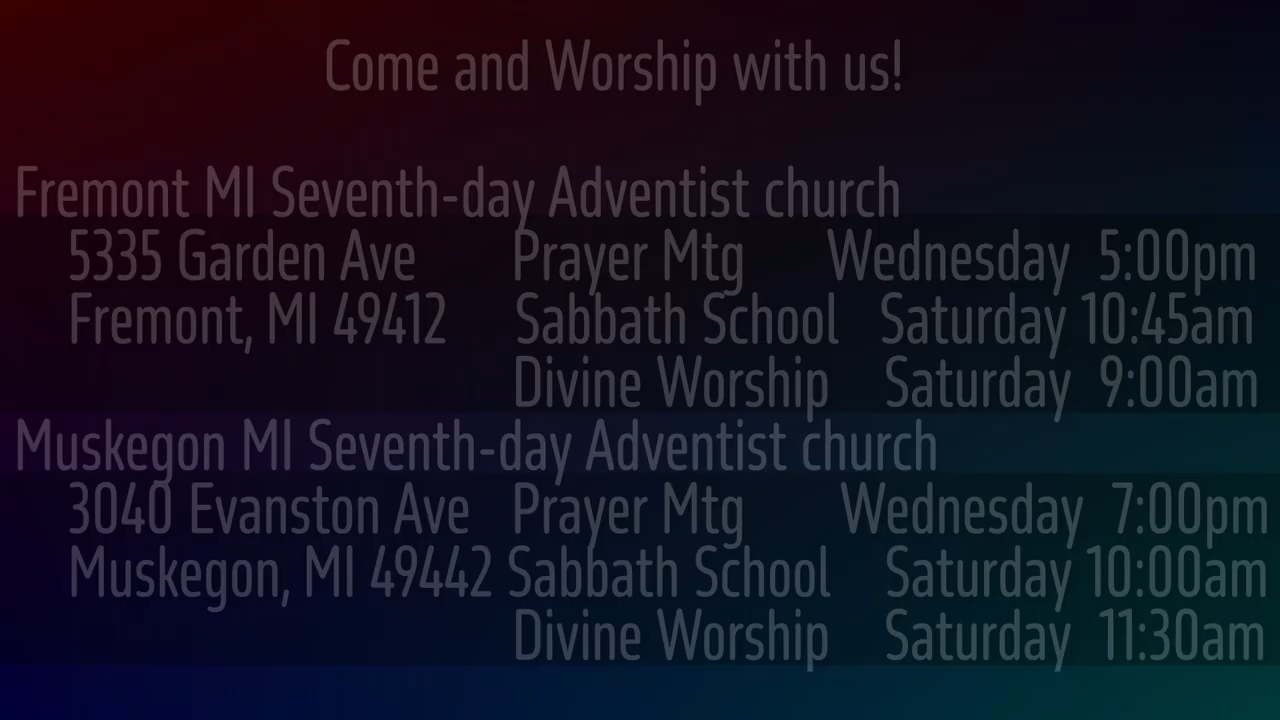 Come and Worship with us!
Fremont MI Seventh-day Adventist church
5335 Garden Ave Prayer Mtg Wednesday 5:00pm
Fremont, MI 49412 Sabbath School Saturday 10:45am
Divine Worship Saturday 9:00am
Muskegon MI Seventh-day Adventist church
3040 Evanston Ave Prayer Mtg Wednesday 7:00pm
Muskegon, MI 49442 Sabbath School Saturday 10:00am
Divine Worship Saturday 11:30am